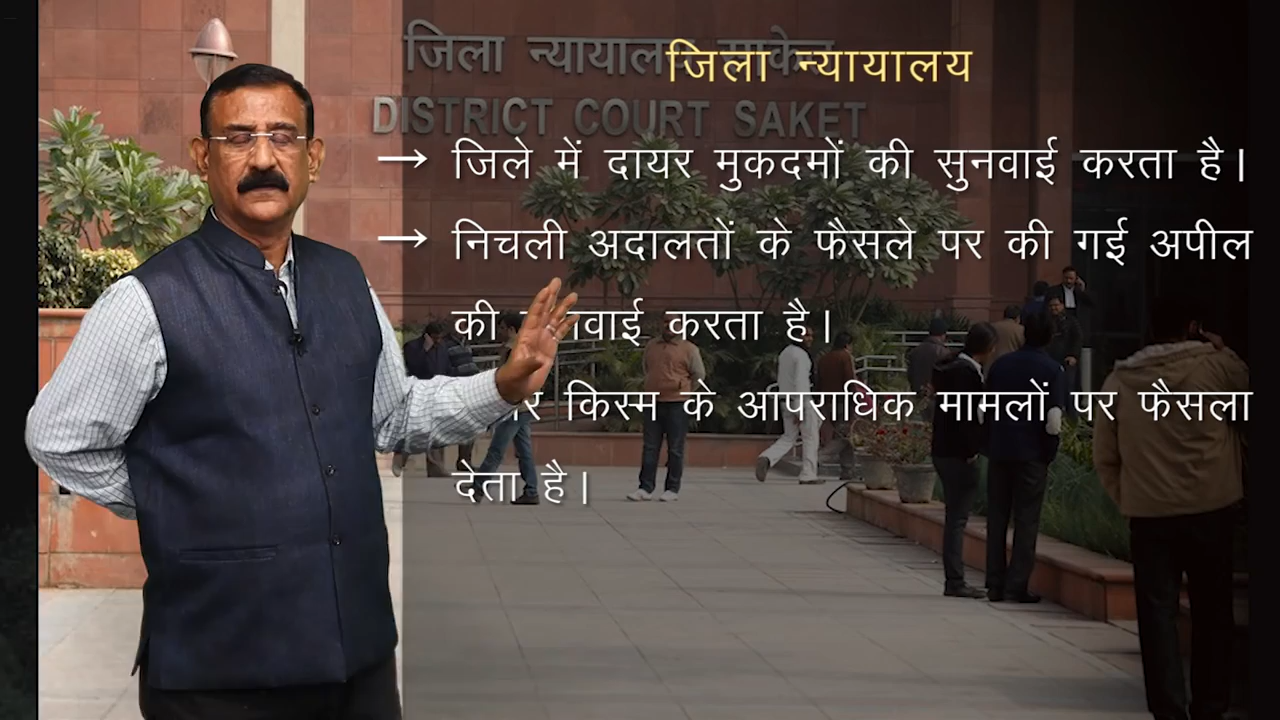 जिला न्यायालय
जिला न्यायालय साकेत
DISTRICT COURT SAKET
→ जिले में दायर मुकदमों की सुनवाई करता है।
→ निचली अदालतों के फैसले पर की गई अपील
की करता है।
किस्म के आपराधिक मामलों पर फैसला
देता है।